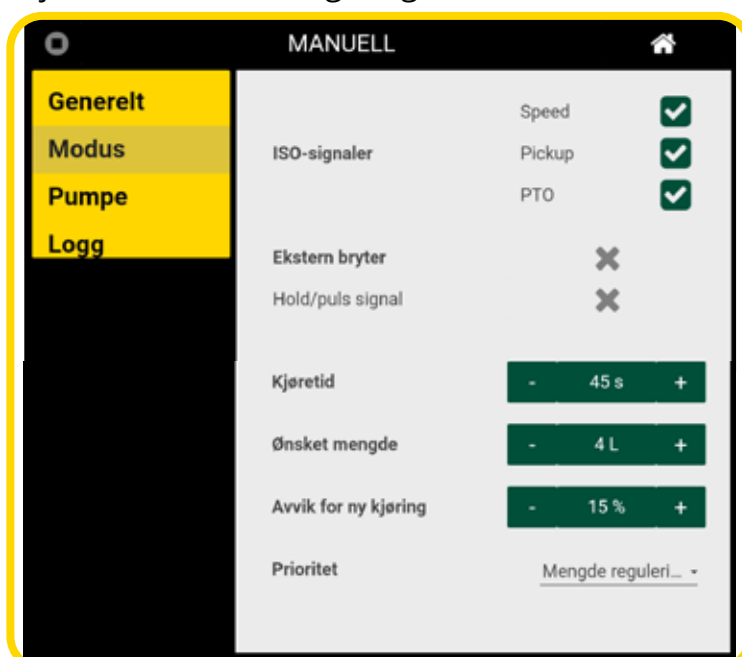 MANUELL
Generelt
Modus
Pumpe
Logg
Speed
ISO-signaler Pickup
PTO
Ekstern bryter
Hold/puls signal
Kjøretid - 45 s +
Ønsket mengde - 4 L +
Avvik for ny kjøring - 15 % +
Prioritet Mengde reguleri...